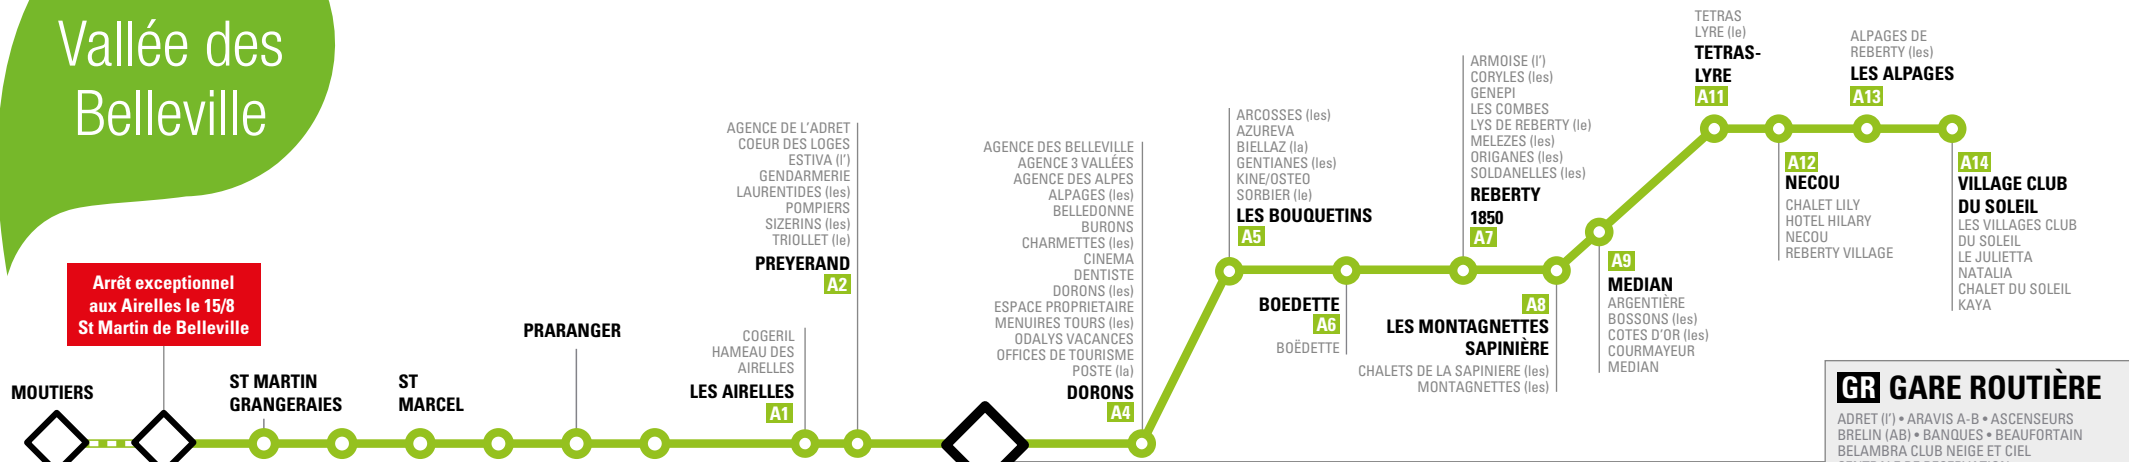 Vallée des
Belleville
Arrêt exceptionnel
aux Airelles le 15/8
St Martin de Belleville
MOUTIERS
ST MARTIN
GRANGERAIES
ST
MARCEL
PRARANGER
COGERIL
HAMEAU DES
AIRELLES
LES AIRELLES
A1
AGENCE DE L'ADRET
COEUR DES LOGES
ESTIVA (l')
GENDARMERIE
LAURENTIDES (les)
POMPIERS
SIZERINS (les)
TRIOLLET (le)
PREYERAND
A2
AGENCE DES BELLEVILLE
AGENCE 3 VALLÉES
AGENCE DES ALPES
ALPAGES (les)
BELLEDONNE
BURONS
CHARMETTES (les)
CINEMA
DENTISTE
DORONS (les)
ESPACE PROPRIETAIRE
MENUIRES TOURS (les)
ODALYS VACANCES
OFFICES DE TOURISME
POSTE (la)
DORONS
A4
ARCOSSES (les)
AZUREVA
BIELLAZ (la)
GENTIANES (les)
KINE/OSTEO
SORBIER (le)
LES BOUQUETINS
A5
BOEDETTE
A6
BOËDETTE
ARMOISE (l')
CORYLES (les)
GENEPI
LES COMBES
LYS DE REBERTY (le)
MELEZES (les)
ORIGANES (les)
SOLDANELLES (les)
REBERTY
1850
A7
A8
LES MONTAGNETTES
SAPINIÈRE
CHALETS DE LA SAPINIERE (les)
MONTAGNETTES (les)
A9
MEDIAN
ARGENTIÈRE
BOSSONS (les)
COTES D'OR (les)
COURMAYEUR
MEDIAN
TETRAS
LYRE (le)
TETRAS-
LYRE
A11
A12
NECOU
CHALET LILY
HOTEL HILARY
NECOU
REBERTY VILLAGE
ALPAGES DE
REBERTY (les)
LES ALPAGES
A13
A14
VILLAGE CLUB
DU SOLEIL
LES VILLAGES CLUB
DU SOLEIL
LE JULIETTA
NATALIA
CHALET DU SOLEIL
KAYA
GR GARE ROUTIÈRE
ADRET (l') • ARAVIS A-B • ASCENSEURS
BRELIN (AB) • BANQUES • BEAUFORTAIN
BELAMBRA CLUB NEIGE ET CIEL